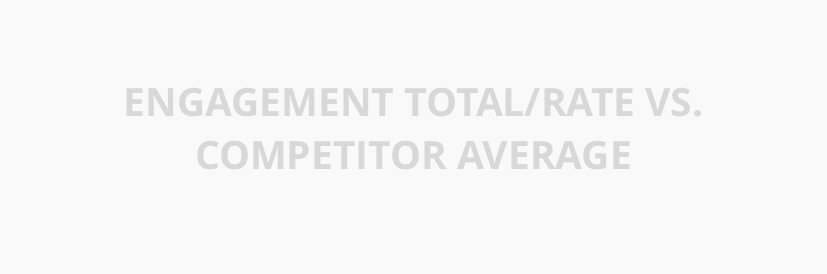 ENGAGEMENT TOTAL/RATE VS.
COMPETITOR AVERAGE